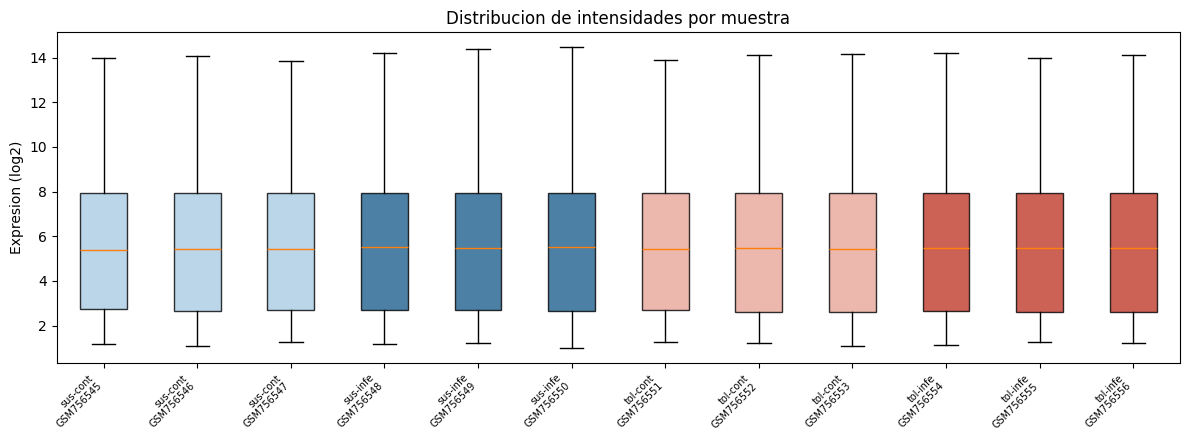 Distribucion de intensidades por muestra
Expresion (log2)
14
12
10
8
6
4
2
sus-cont
GSM756545
sus-cont
GSM756546
sus-cont
GSM756547
sus-infe
GSM756548
sus-infe
GSM756549
sus-infe
GSM756550
tol-cont
GSM756551
tol-cont
GSM756552
tol-cont
GSM756553
tol-infe
GSM756554
tol-infe
GSM756555
tol-infe
GSM756556